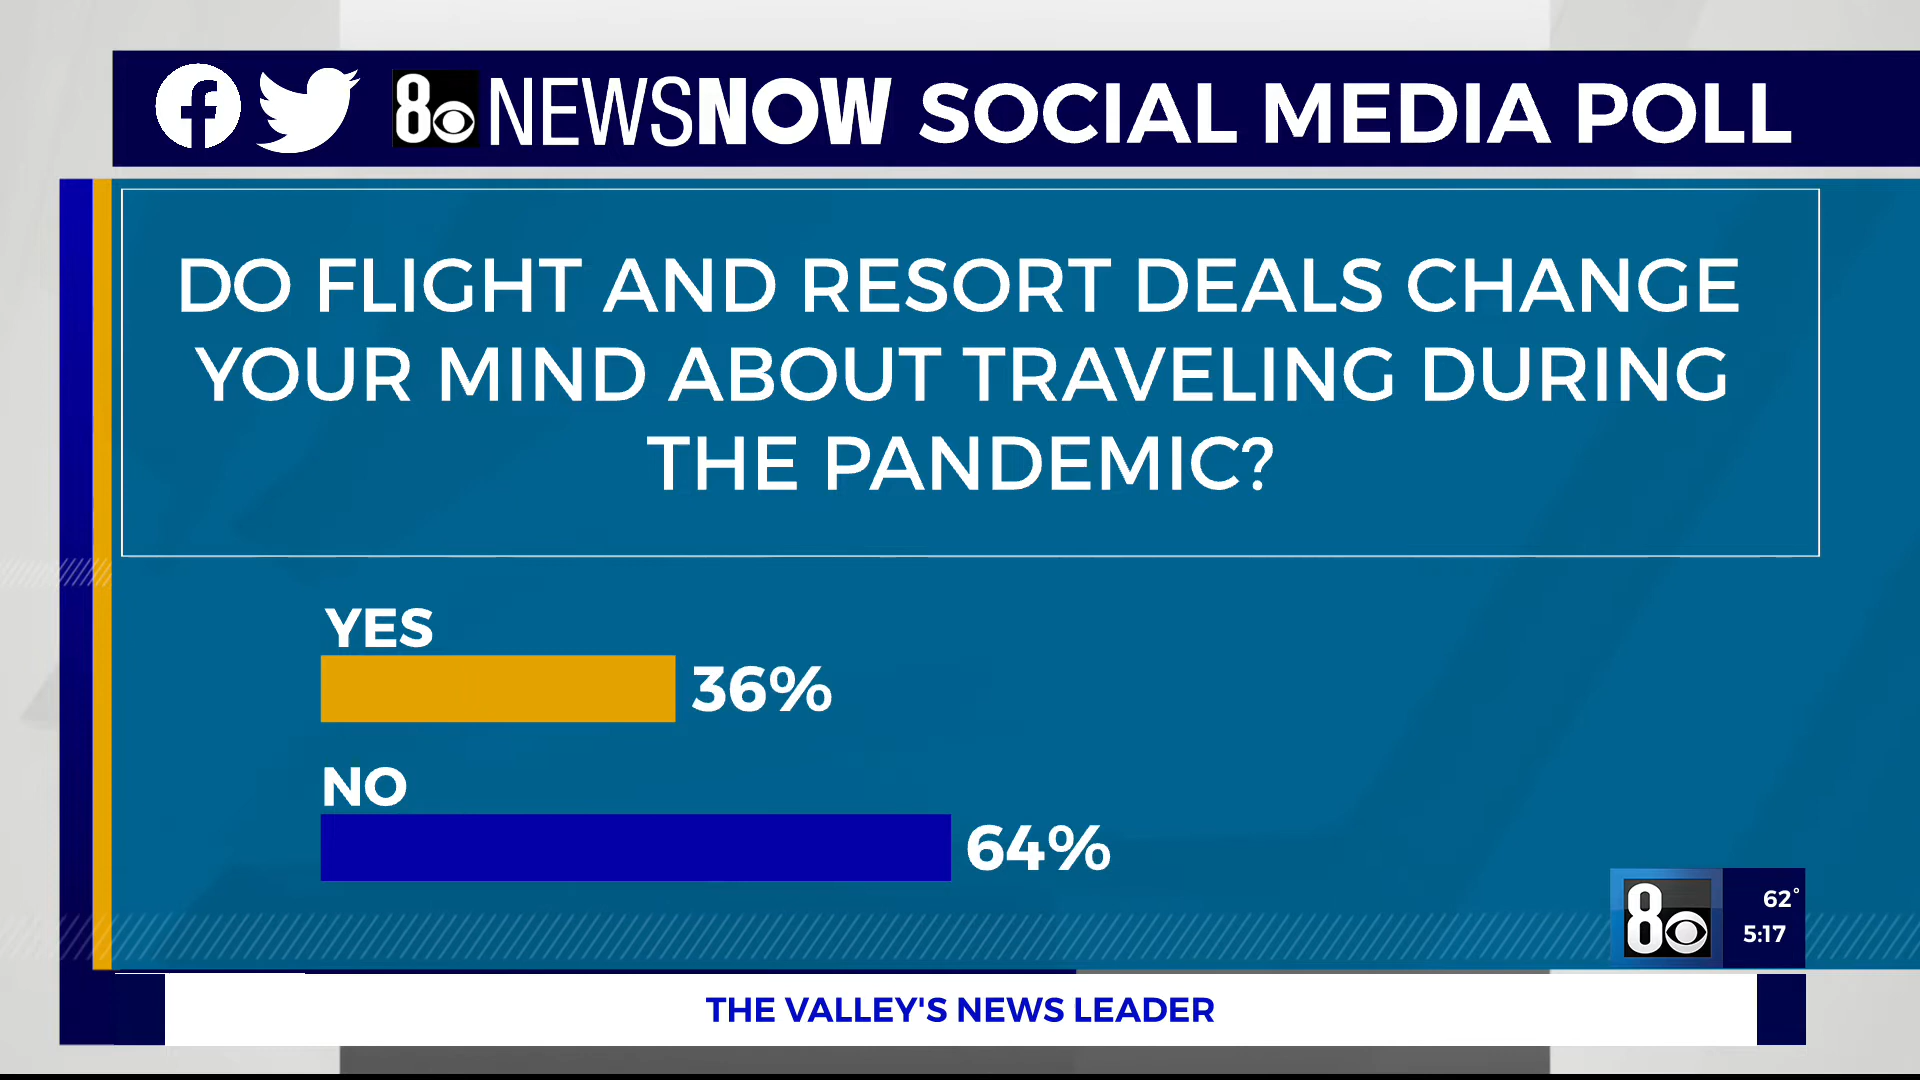 8 NEWSNOW SOCIAL MEDIA POLL
DO FLIGHT AND RESORT DEALS CHANGE
YOUR MIND ABOUT TRAVELING DURING
THE PANDEMIC?
YES
36%
NO
64%
8
62°
5:17
THE VALLEY'S NEWS LEADER